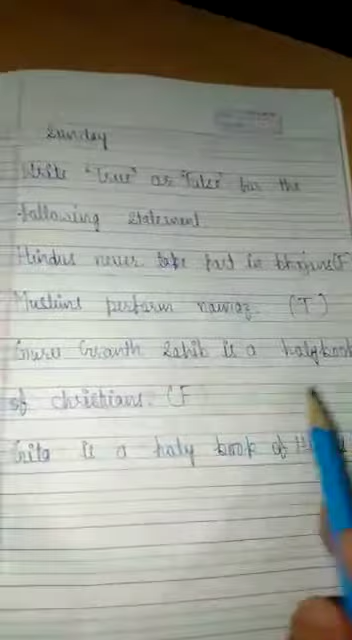 Sunday
Write "True" or "False" for the
following statement
Hindus never take part in bhajans(F
Muslims perform namaz. (T)
Guru Granth Sahib is a holy book
of christians. (F
Gita is a holy book of